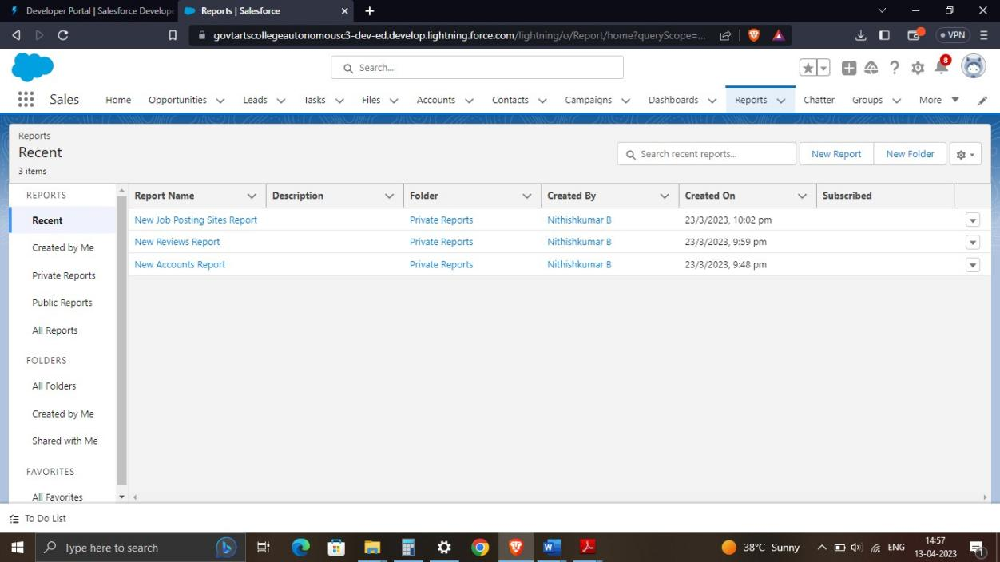 Developer Portal | Salesforce Develope
Reports | Salesforce
govtartscollegeautonomousc3-dev-ed.develop.lightning.force.com/lightning/o/Report/home?queryScope=...
VPN
Search...
8
Sales Home Opportunities Leads Tasks Files Accounts Contacts Campaigns Dashboards Reports Chatter Groups More
Reports
Recent
3 items
Search recent reports...
New Report
New Folder
REPORTS
Recent
Created by Me
Private Reports
Public Reports
All Reports
FOLDERS
All Folders
Created by Me
Shared with Me
FAVORITES
All Favorites
Report Name Description Folder Created By Created On Subscribed
New Job Posting Sites Report Private Reports Nithishkumar B 23/3/2023, 10:02 pm
New Reviews Report Private Reports Nithishkumar B 23/3/2023, 9:59 pm
New Accounts Report Private Reports Nithishkumar B 23/3/2023, 9:48 pm
To Do List
Type here to search
38°C Sunny
ENG
14:57
13-04-2023
1